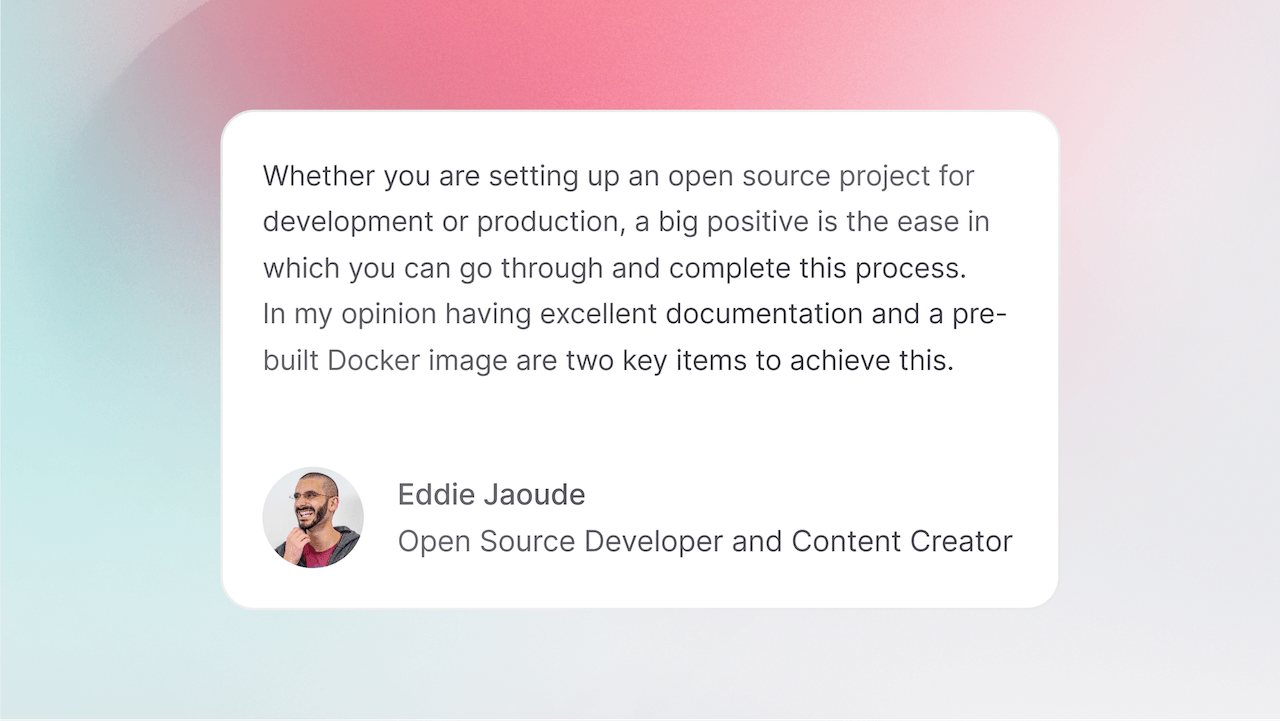 Whether you are setting up an open source project for
development or production, a big positive is the ease in
which you can go through and complete this process.
In my opinion having excellent documentation and a pre-
built Docker image are two key items to achieve this.
Eddie Jaoude
Open Source Developer and Content Creator